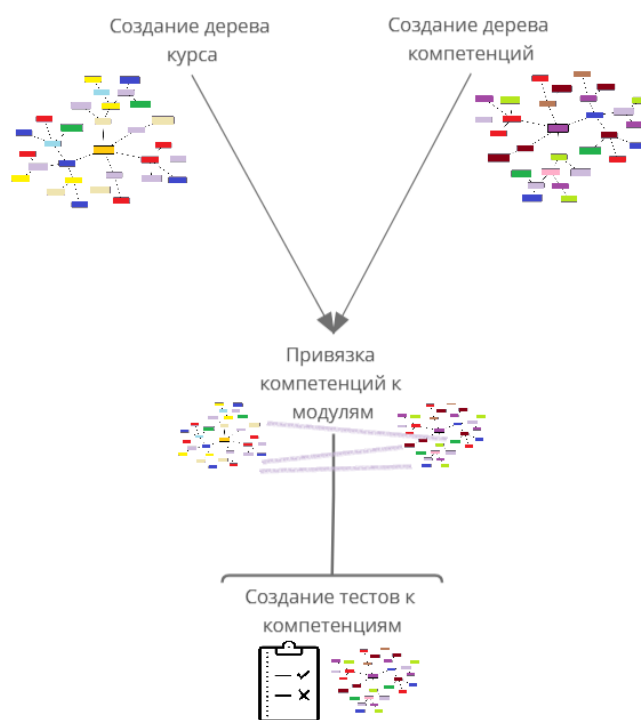 Создание дерева
курса
Создание дерева
компетенций
Привязка
компетенций к
модулям
Создание тестов к
компетенциям